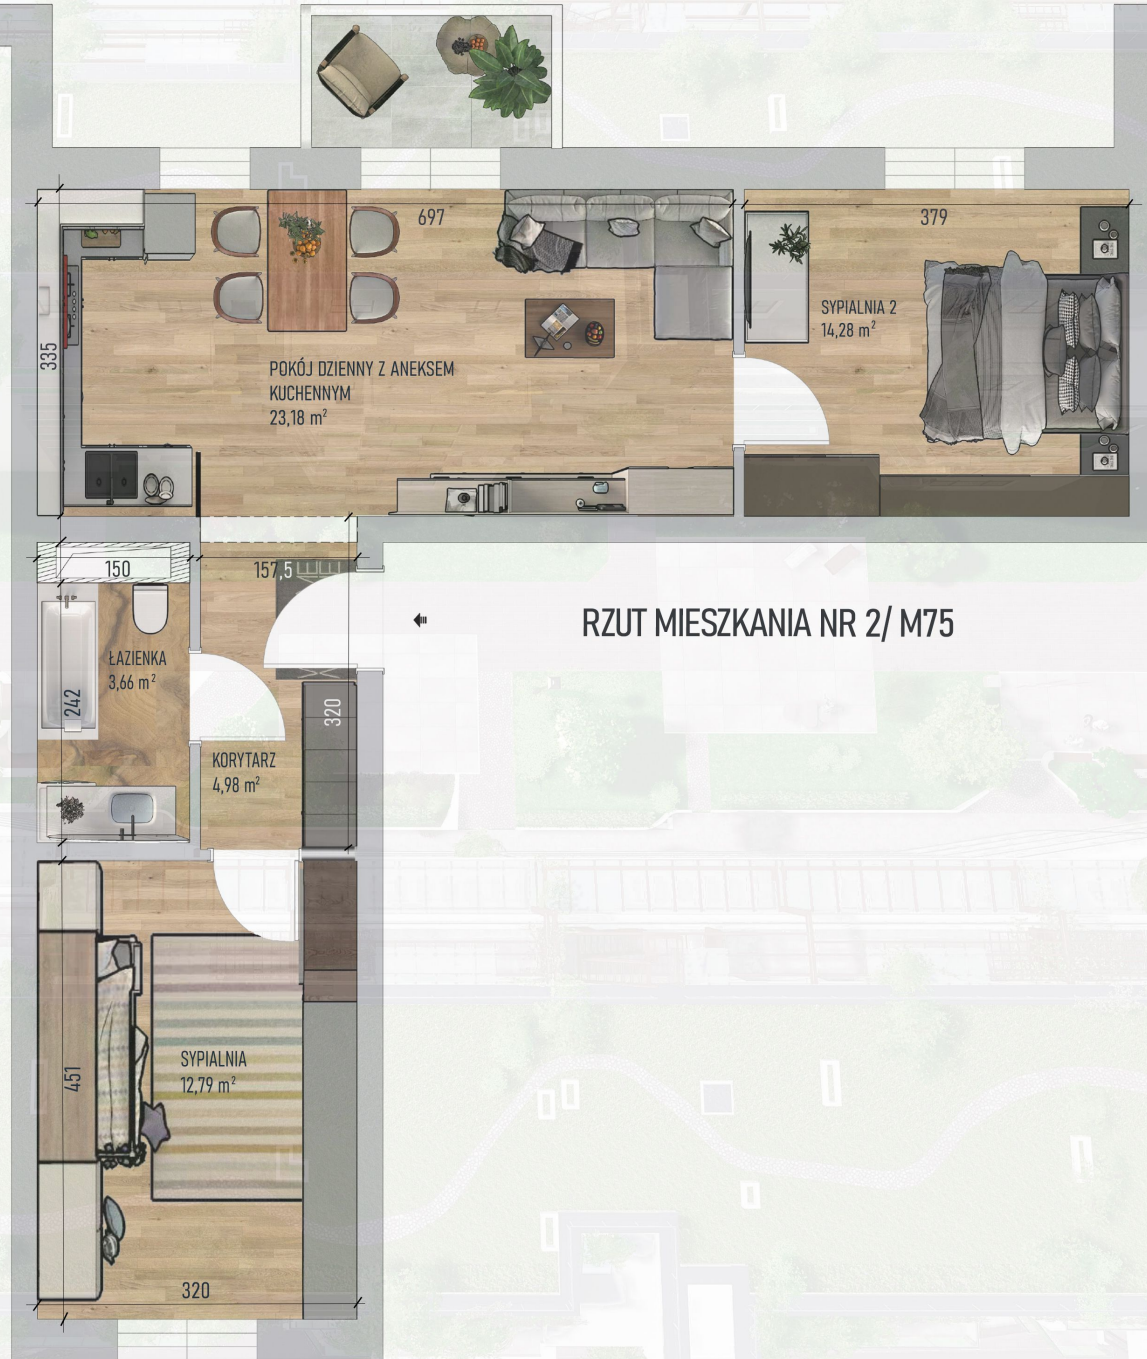 697
379
335
SYPIALNIA 2
14,28 m²
POKÓJ DZIENNY Z ANEKSEM
KUCHENNYM
23,18 m²
150
157,5
RZUT MIESZKANIA NR 2/ M75
ŁAZIENKA
3,66 m²
242
320
KORYTARZ
4,98 m²
SYPIALNIA
12,79 m²
451
320